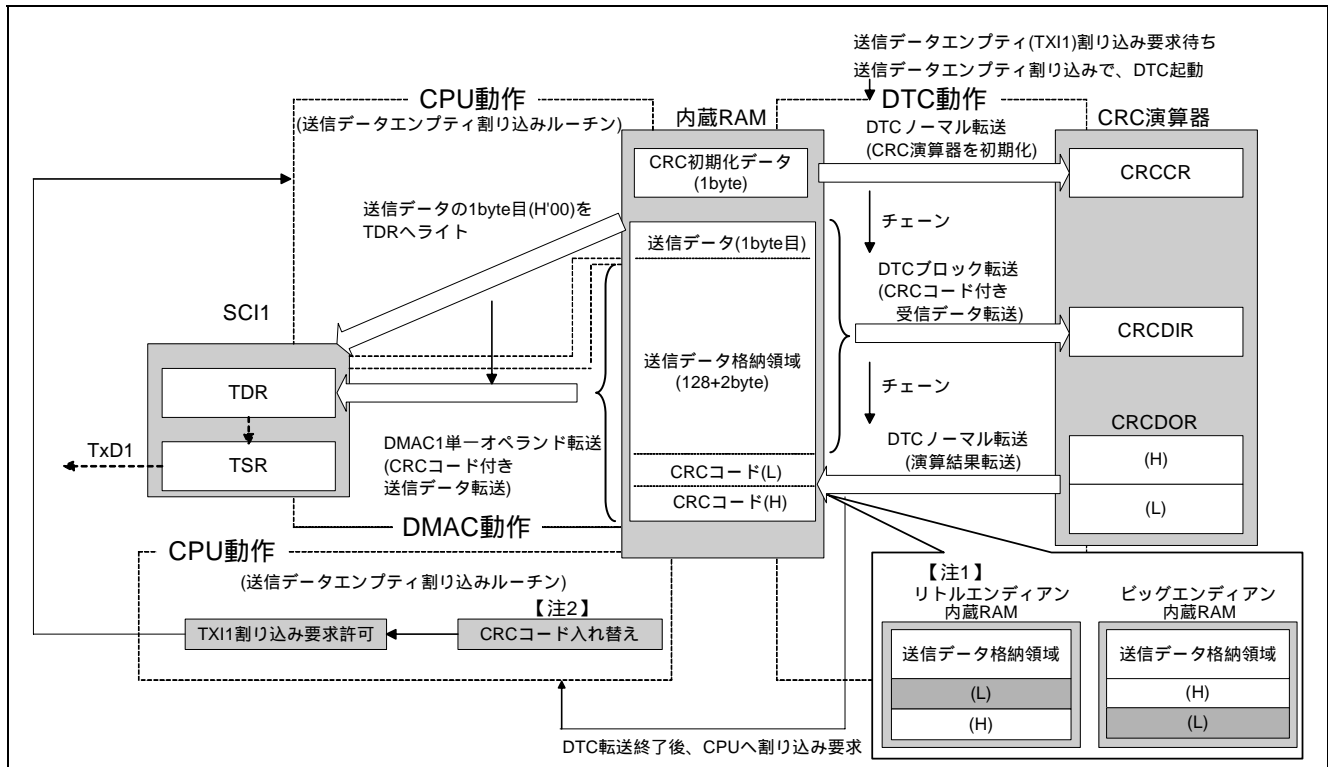 送信データエンプティ(TXI1)割り込み要求待ち
送信データエンプティ割り込みで、DTC起動
CPU動作
(送信データエンプティ割り込みルーチン)
内蔵RAM
DTC動作
CRC演算器
DTCノーマル転送
(CRC演算器を初期化)
CRC初期化データ
(1byte)
CRCCR
送信データの1byte目(H'00)を
TDRへライト
チェーン
送信データ(1byte目)
DTCブロック転送
(CRCコード付き
受信データ転送)
SCI1
CRCDIR
送信データ格納領域
(128+2byte)
TDR
チェーン
CRCDOR
DMAC1単一オペランド転送
(CRCコード付き
送信データ転送)
DTCノーマル転送
(演算結果転送)
TxD1
TSR
(H)
CRCコード(L)
CRCコード(H)
(L)
DMAC動作
CPU動作
(送信データエンプティ割り込みルーチン)
【注2】
TXI1割り込み要求許可
CRCコード入れ替え
【注1】
リトルエンディアン
内蔵RAM
ビッグエンディアン
内蔵RAM
送信データ格納領域
送信データ格納領域
(L)
(H)
(H)
(L)
DTC転送終了後、CPUへ割り込み要求